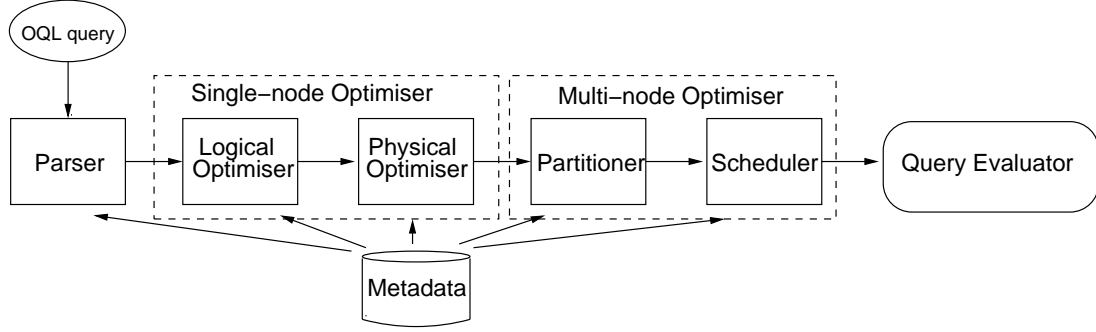 OQL query
Single−node Optimiser
Multi−node Optimiser
Parser
Logical
Optimiser
Physical
Optimiser
Partitioner
Scheduler
Query Evaluator
Metadata